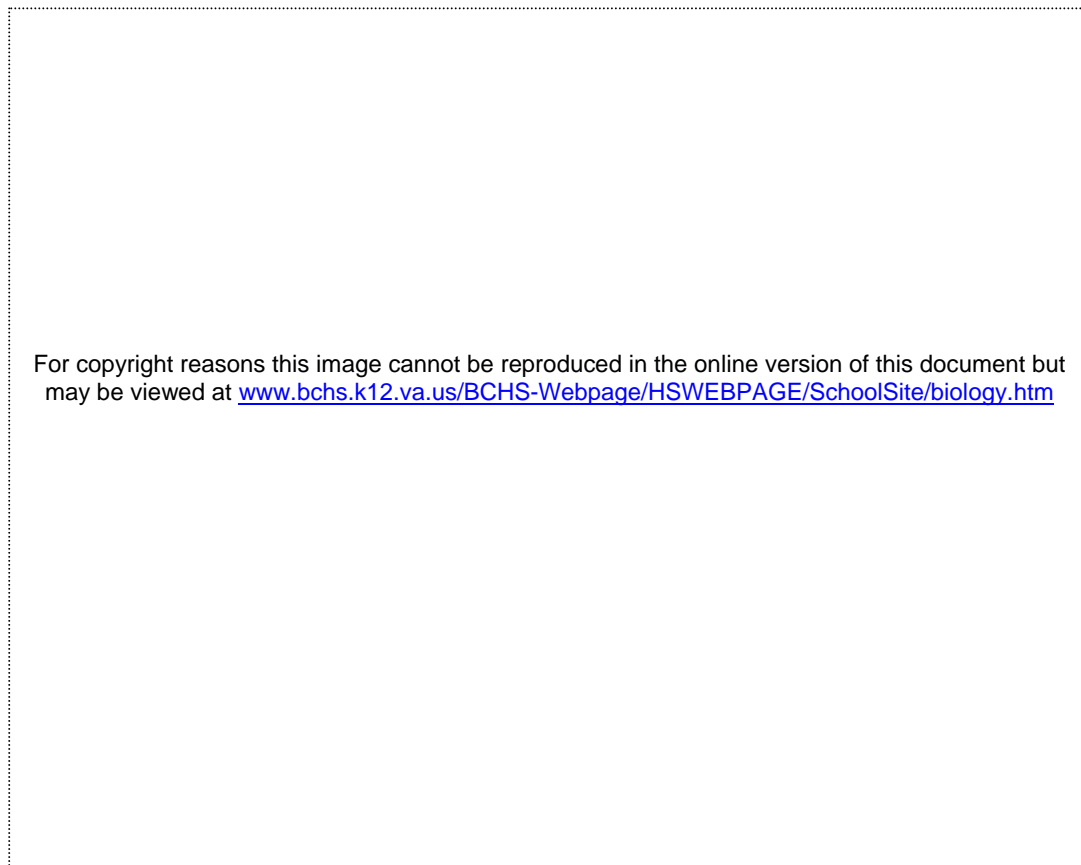 For copyright reasons this image cannot be reproduced in the online version of this document but
may be viewed at www.bchs.k12.va.us/BCHS-Webpage/HSWEBPAGE/SchoolSite/biology.htm